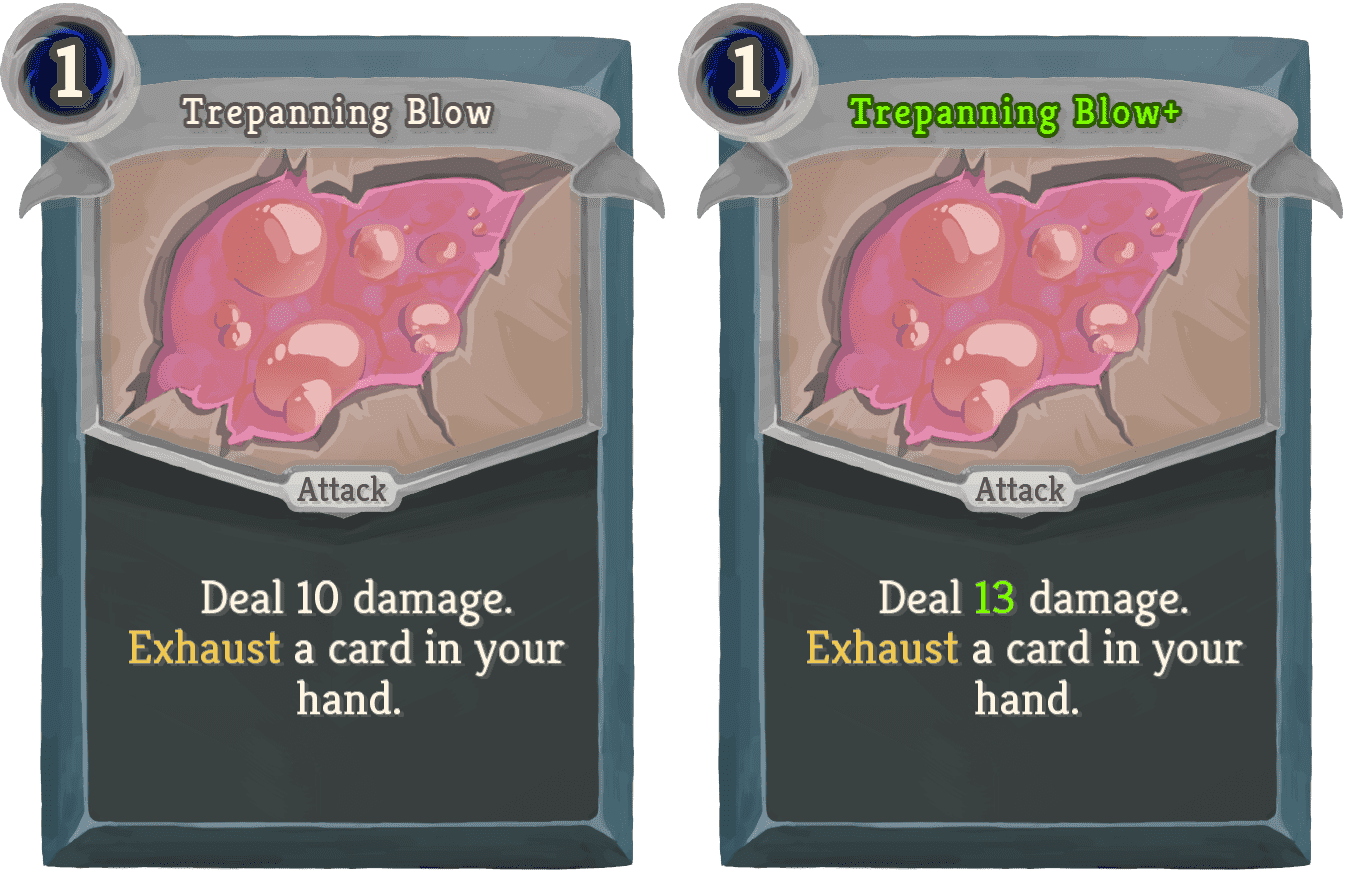 1
Trepanning Blow
Attack
Deal 10 damage.
Exhaust a card in your
hand.
1
Trepanning Blow+
Attack
Deal 13 damage.
Exhaust a card in your
hand.